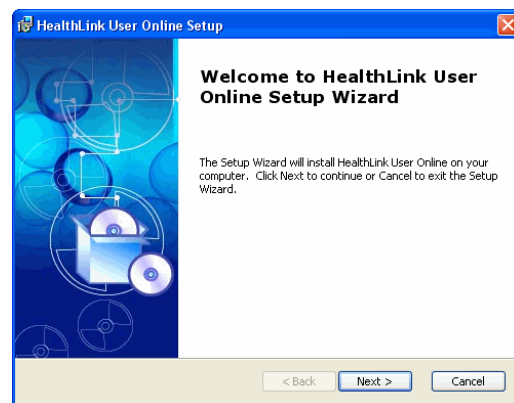 HealthLink User Online Setup
Welcome to HealthLink User
Online Setup Wizard
The Setup Wizard will install HealthLink User Online on your
computer. Click Next to continue or Cancel to exit the Setup
Wizard.
< Back
Next >
Cancel